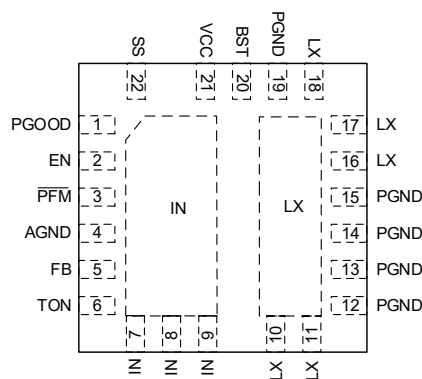 SS
VCC
BST
PGND
LX
22
21
20
19
18
PGOOD 1
EN 2
PFM 3
AGND 4
FB 5
TON 6
IN
LX
17 LX
16 LX
15 PGND
14 PGND
13 PGND
12 PGND
7
8
9
10
11
IN
IN
IN
LX
LX